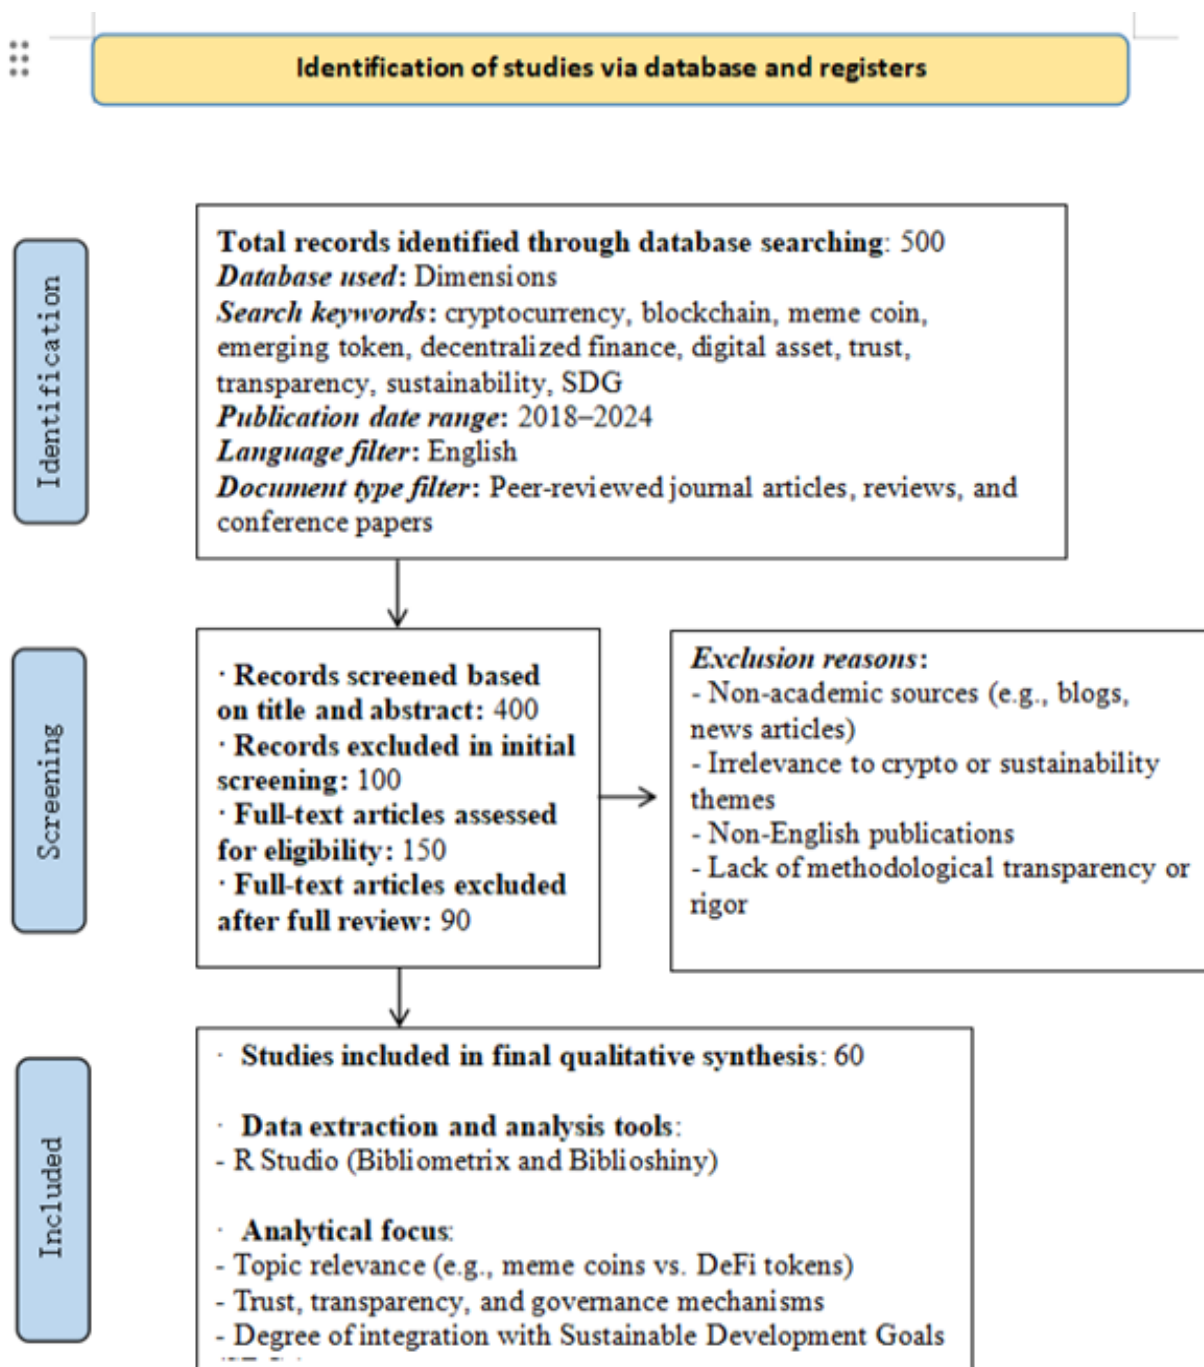 Identification of studies via database and registers
Identification
Total records identified through database searching: 500
Database used: Dimensions
Search keywords: cryptocurrency, blockchain, meme coin,
emerging token, decentralized finance, digital asset, trust,
transparency, sustainability, SDG
Publication date range: 2018–2024
Language filter: English
Document type filter: Peer-reviewed journal articles, reviews, and
conference papers
Screening
· Records screened based
on title and abstract: 400
· Records excluded in initial
screening: 100
· Full-text articles assessed
for eligibility: 150
· Full-text articles excluded
after full review: 90
Exclusion reasons:
- Non-academic sources (e.g., blogs,
news articles)
- Irrelevance to crypto or sustainability
themes
- Non-English publications
- Lack of methodological transparency or
rigor
Included
· Studies included in final qualitative synthesis: 60
· Data extraction and analysis tools:
- R Studio (Bibliometrix and Biblioshiny)
· Analytical focus:
- Topic relevance (e.g., meme coins vs. DeFi tokens)
- Trust, transparency, and governance mechanisms
- Degree of integration with Sustainable Development Goals